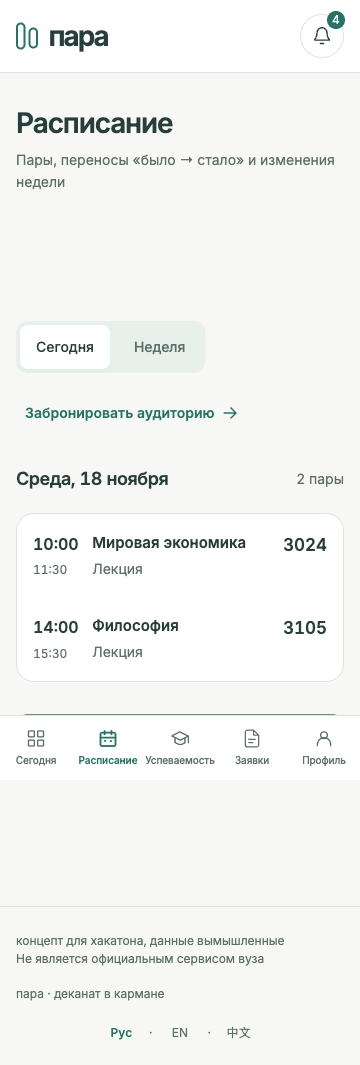 пара
4
Расписание
Пары, переносы «было → стало» и изменения
недели
Сегодня Неделя
Забронировать аудиторию →
Среда, 18 ноября 2 пары
10:00 Мировая экономика 3024
11:30 Лекция
14:00 Философия 3105
15:30 Лекция
Сегодня Расписание Успеваемость Заявки Профиль
концепт для хакатона, данные вымышленные
Не является официальным сервисом вуза
пара · деканат в кармане
Рус · EN · 中文